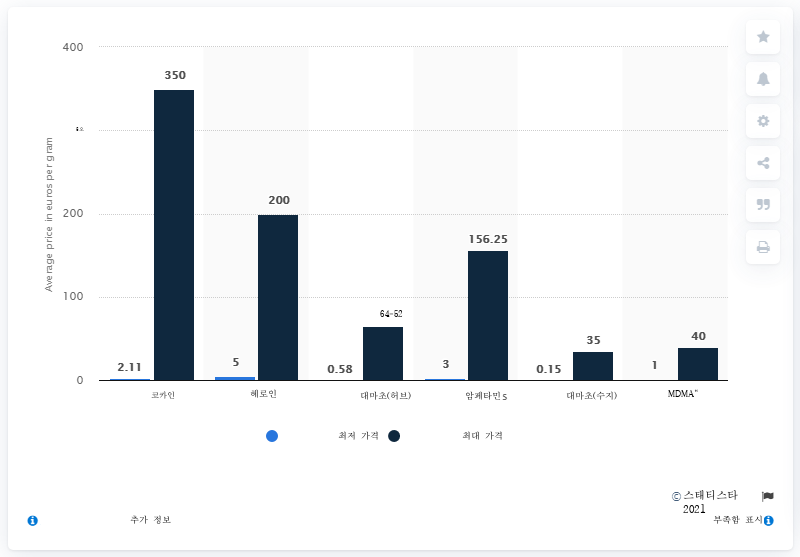 400
350
200
200
156.25
64-52
100
40
35
5
3
1
2.11
0.58
0.15
0
Average price in euros per gram
코카인
헤로인
대마초(허브)
암페타민s
대마초(수지)
MDMA"
최저 가격
최대 가격
© 스태티스타
2021
추가 정보
부족함 표시